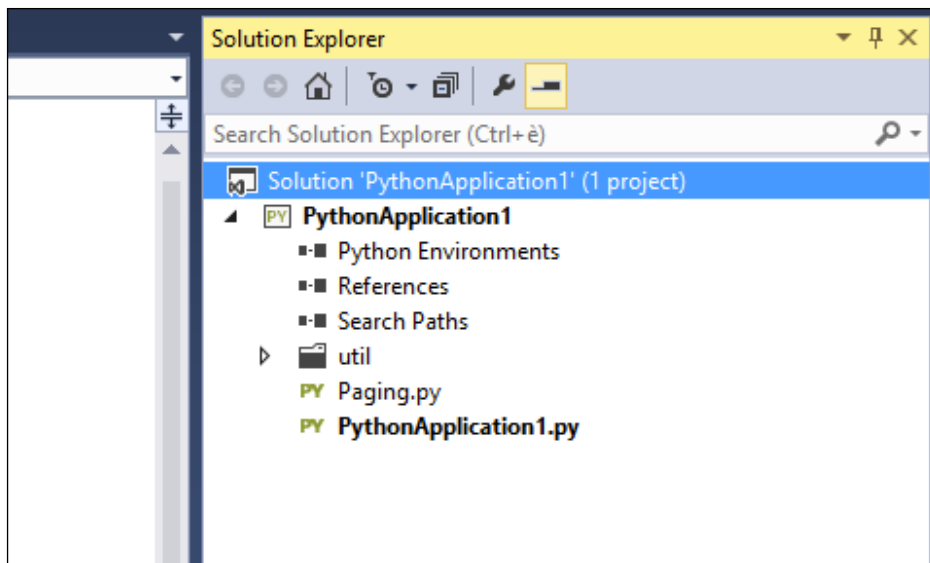 Solution Explorer
Search Solution Explorer (Ctrl+è)
Solution 'PythonApplication1' (1 project)
PY PythonApplication1
Python Environments
References
Search Paths
util
PY Paging.py
PY PythonApplication1.py